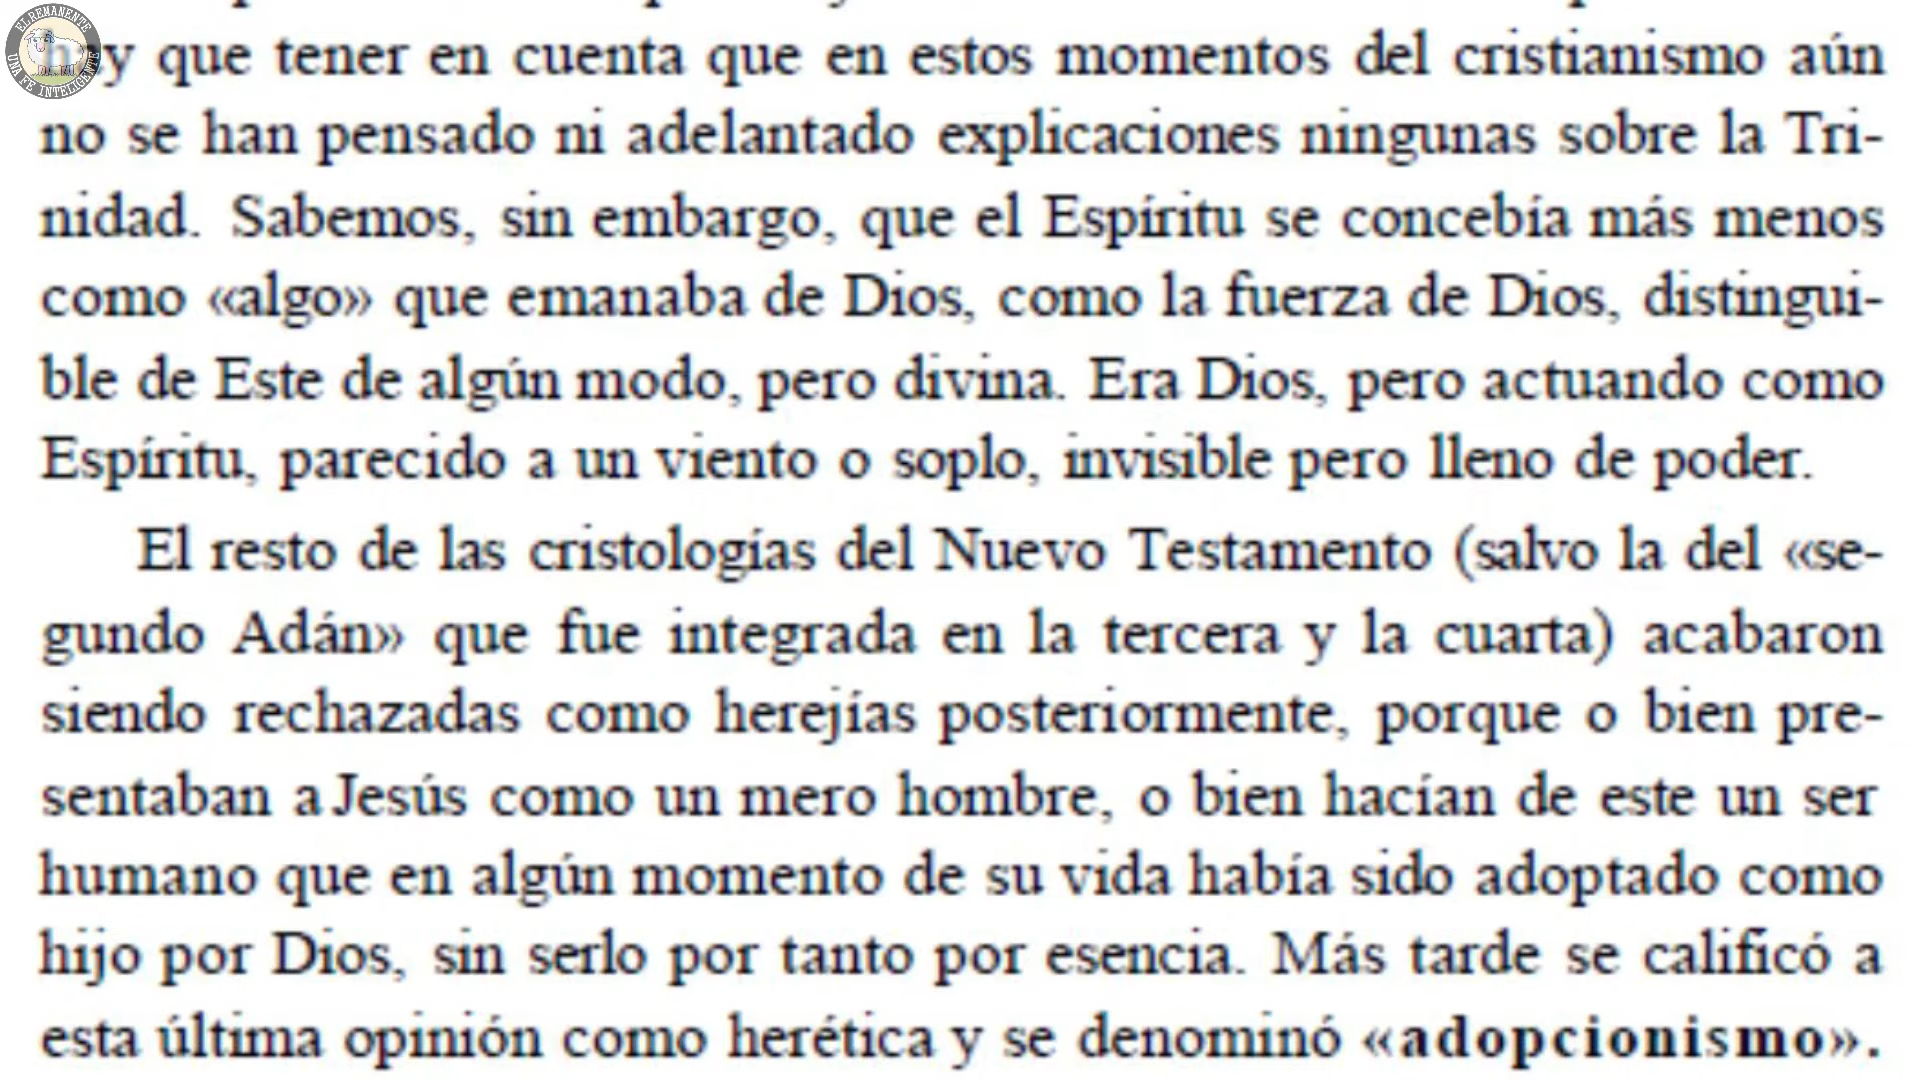 EL REMANENTE
UNA FE INTELIGENTE
hay que tener en cuenta que en estos momentos del cristianismo aún
no se han pensado ni adelantado explicaciones ningunas sobre la Tri-
nidad. Sabemos, sin embargo, que el Espíritu se concebía más menos
como «algo» que emanaba de Dios, como la fuerza de Dios, distingui-
ble de Este de algún modo, pero divina. Era Dios, pero actuando como
Espíritu, parecido a un viento o soplo, invisible pero lleno de poder.
El resto de las cristologías del Nuevo Testamento (salvo la del «se-
gundo Adán» que fue integrada en la tercera y la cuarta) acabaron
siendo rechazadas como herejías posteriormente, porque o bien pre-
sentaban a Jesús como un mero hombre, o bien hacían de este un ser
humano que en algún momento de su vida había sido adoptado como
hijo por Dios, sin serlo por tanto por esencia. Más tarde se calificó a
esta última opinión como herética y se denominó «adopcionismo».